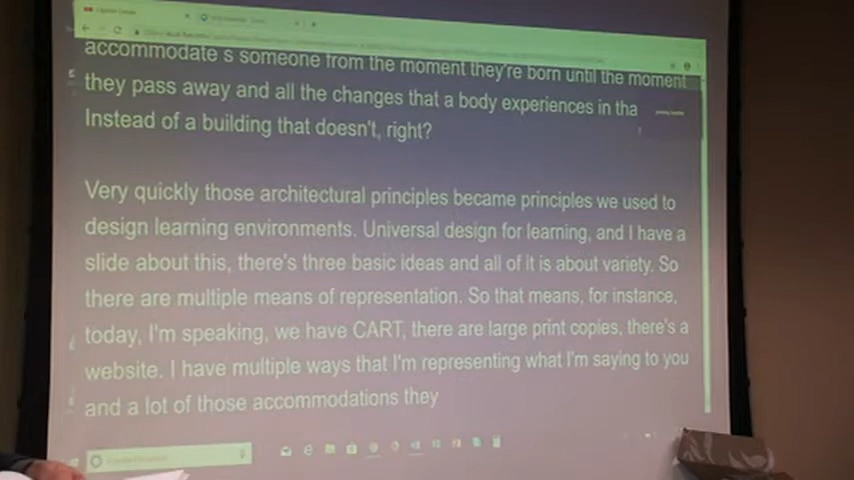 accommodate s someone from the moment they're born until the moment
they pass away and all the changes that a body experiences in tha
Instead of a building that doesn't, right?
Very quickly those architectural principles became principles we used to
design learning environments. Universal design for learning, and I have a
slide about this, there's three basic ideas and all of it is about variety. So
there are multiple means of representation. So that means, for instance,
today, I'm speaking, we have CART, there are large print copies, there's a
website. I have multiple ways that I'm representing what I'm saying to you
and a lot of those accommodations they